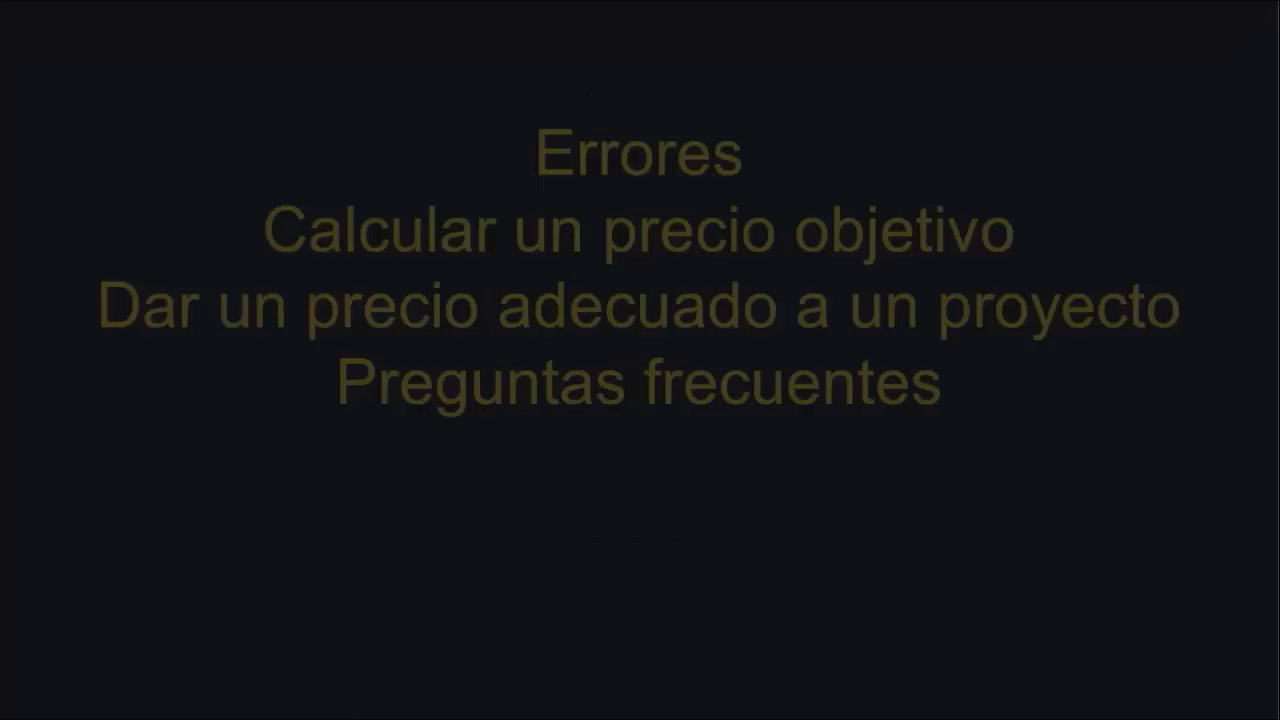 Errores
Calcular un precio objetivo
Dar un precio adecuado a un proyecto
Preguntas frecuentes